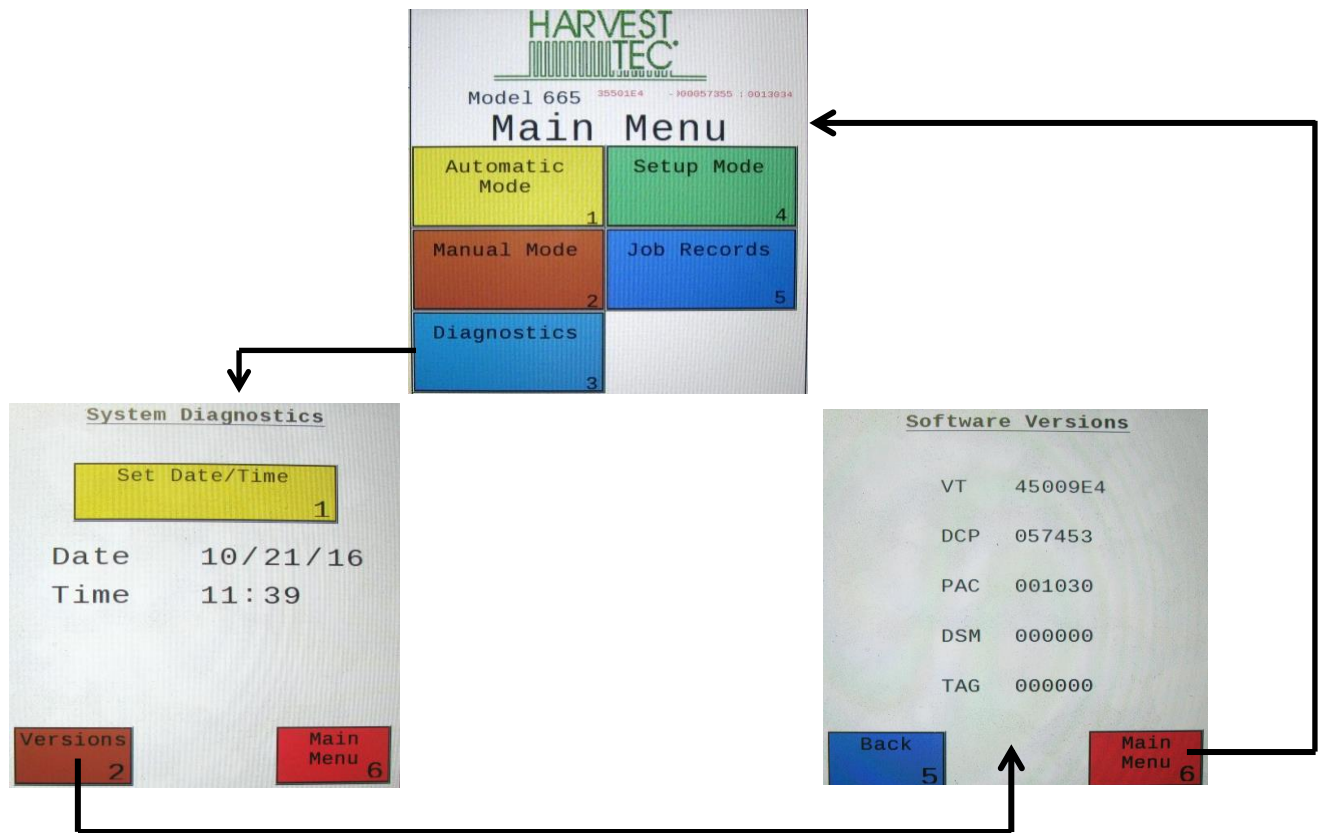 HARVEST
TEC
Model 665 35501E4
Main Menu
Automatic
Mode
1
Setup Mode
4
Manual Mode
2
Job Records
5
Diagnostics
3
System Diagnostics
Set Date/Time
1
Date 10/21/16
Time 11:39
Versions
2
Main
Menu
6
Software Versions
VT 45009E4
DCP 057453
PAC 001030
DSM 000000
TAG 000000
Back
5
Main
Menu
6